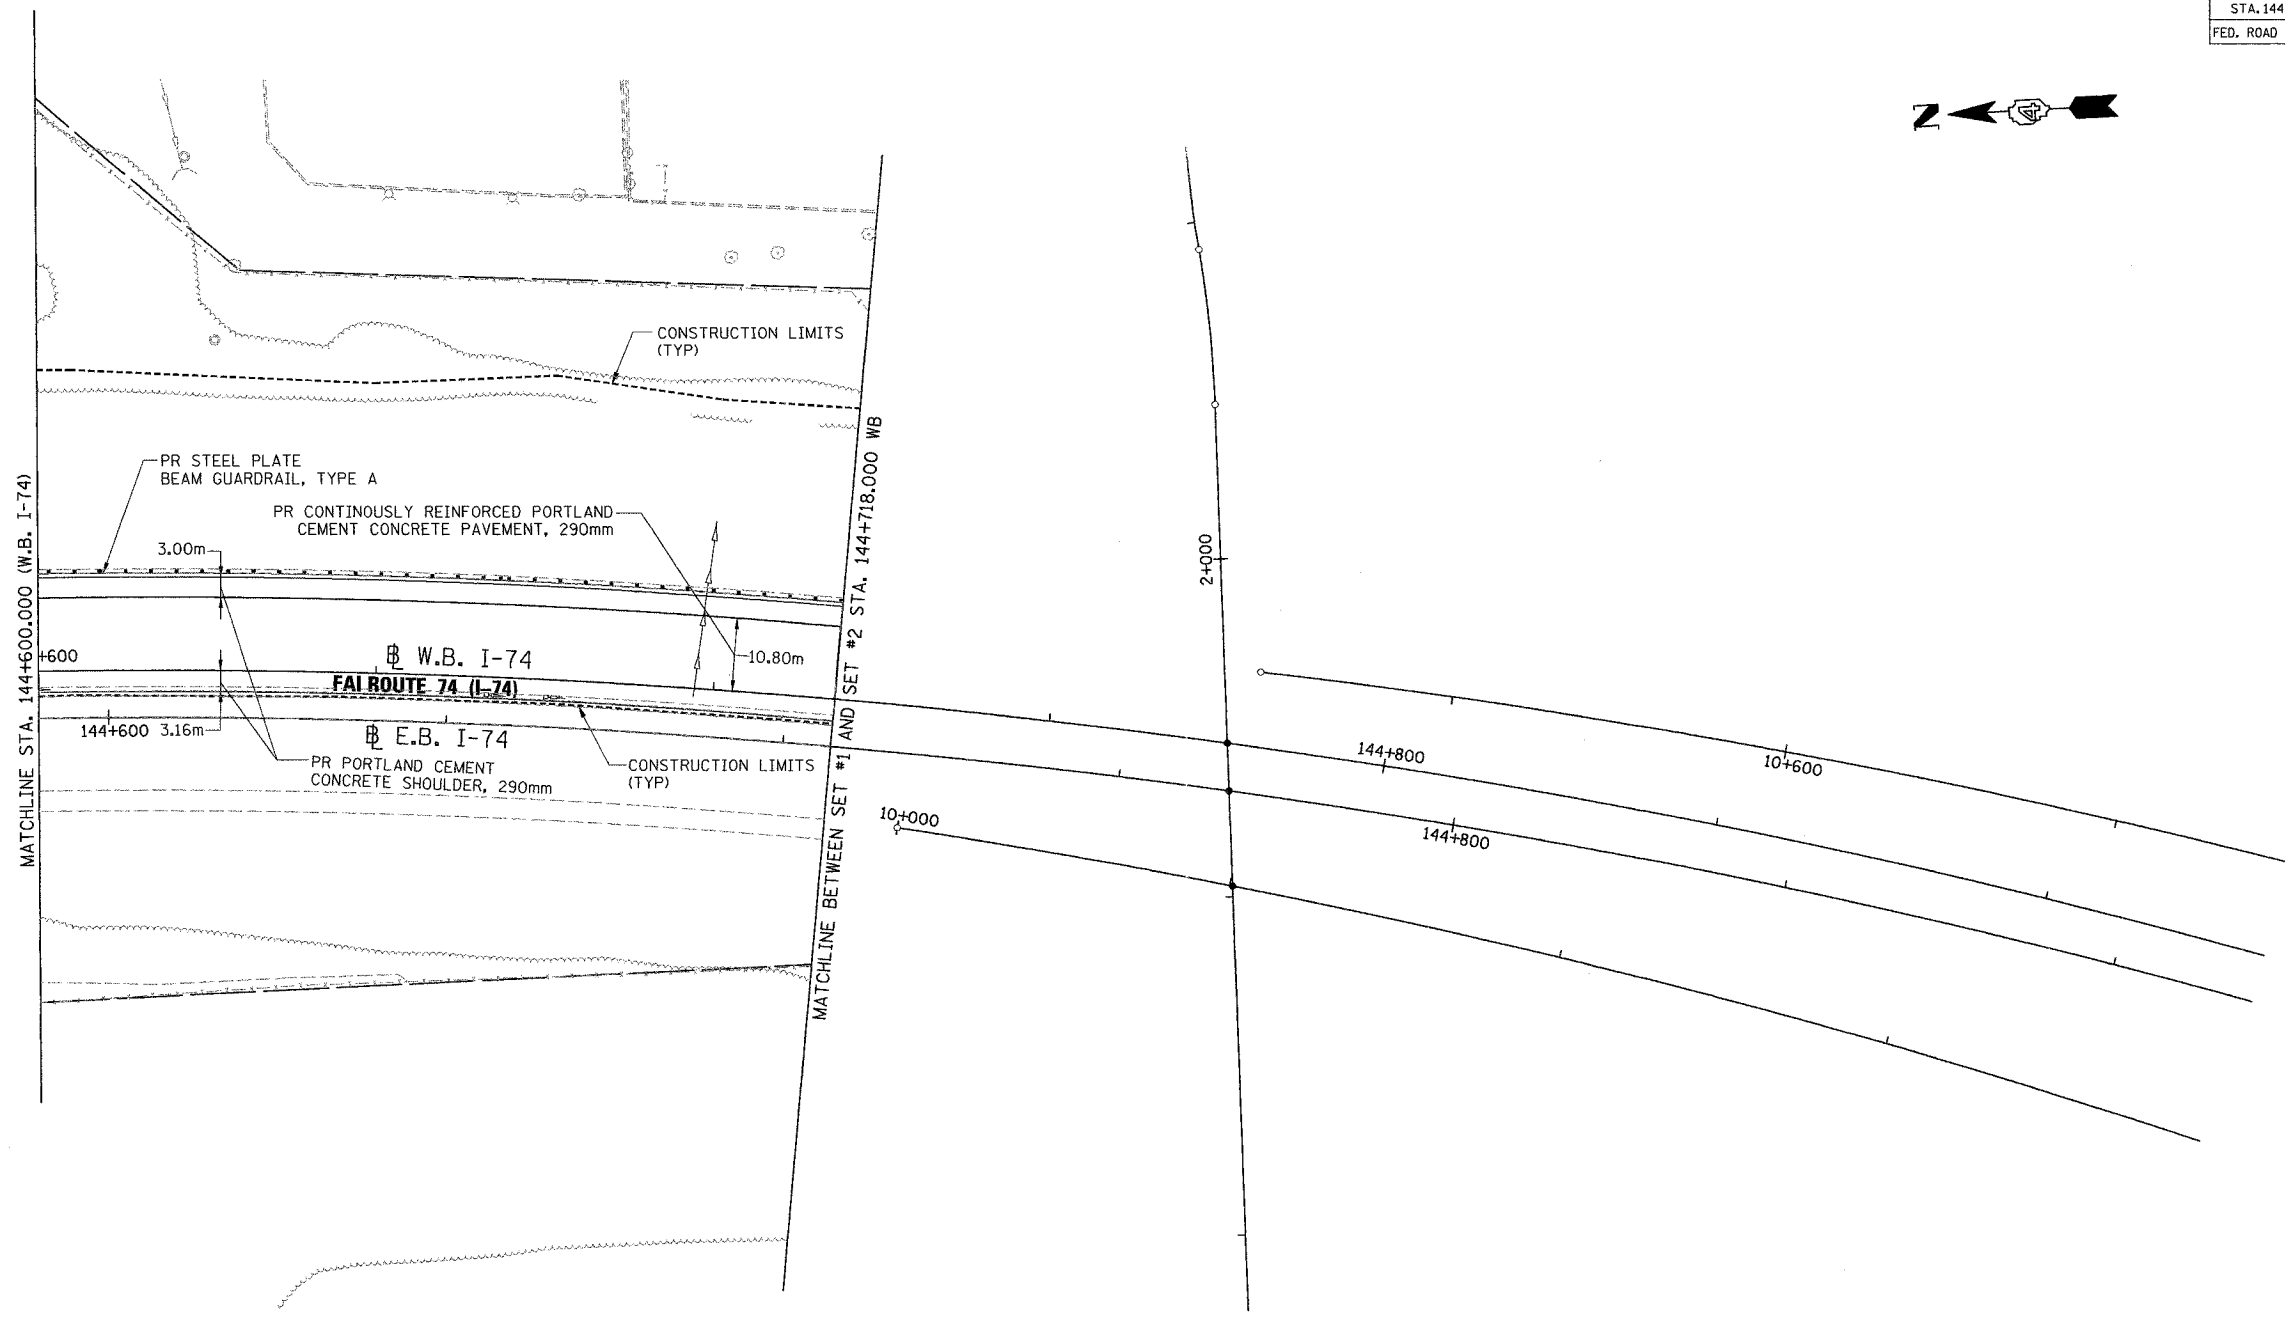 STA.144
FED. ROAD
N
4
CONSTRUCTION LIMITS
(TYP)
MATCHLINE STA. 144+600.000 (W.B. I-74)
PR STEEL PLATE
BEAM GUARDRAIL, TYPE A
PR CONTINOUSLY REINFORCED PORTLAND
CEMENT CONCRETE PAVEMENT, 290mm
3.00m
MATCHLINE BETWEEN SET #1 AND SET #2 STA. 144+718.000 WB
2+000
+600
BL W.B. I-74
10.80m
FAI ROUTE 74 (I-74)
144+600
3.16m
BL E.B. I-74
PR PORTLAND CEMENT
CONCRETE SHOULDER, 290mm
CONSTRUCTION LIMITS
(TYP)
144+800
10+600
10+000
144+800